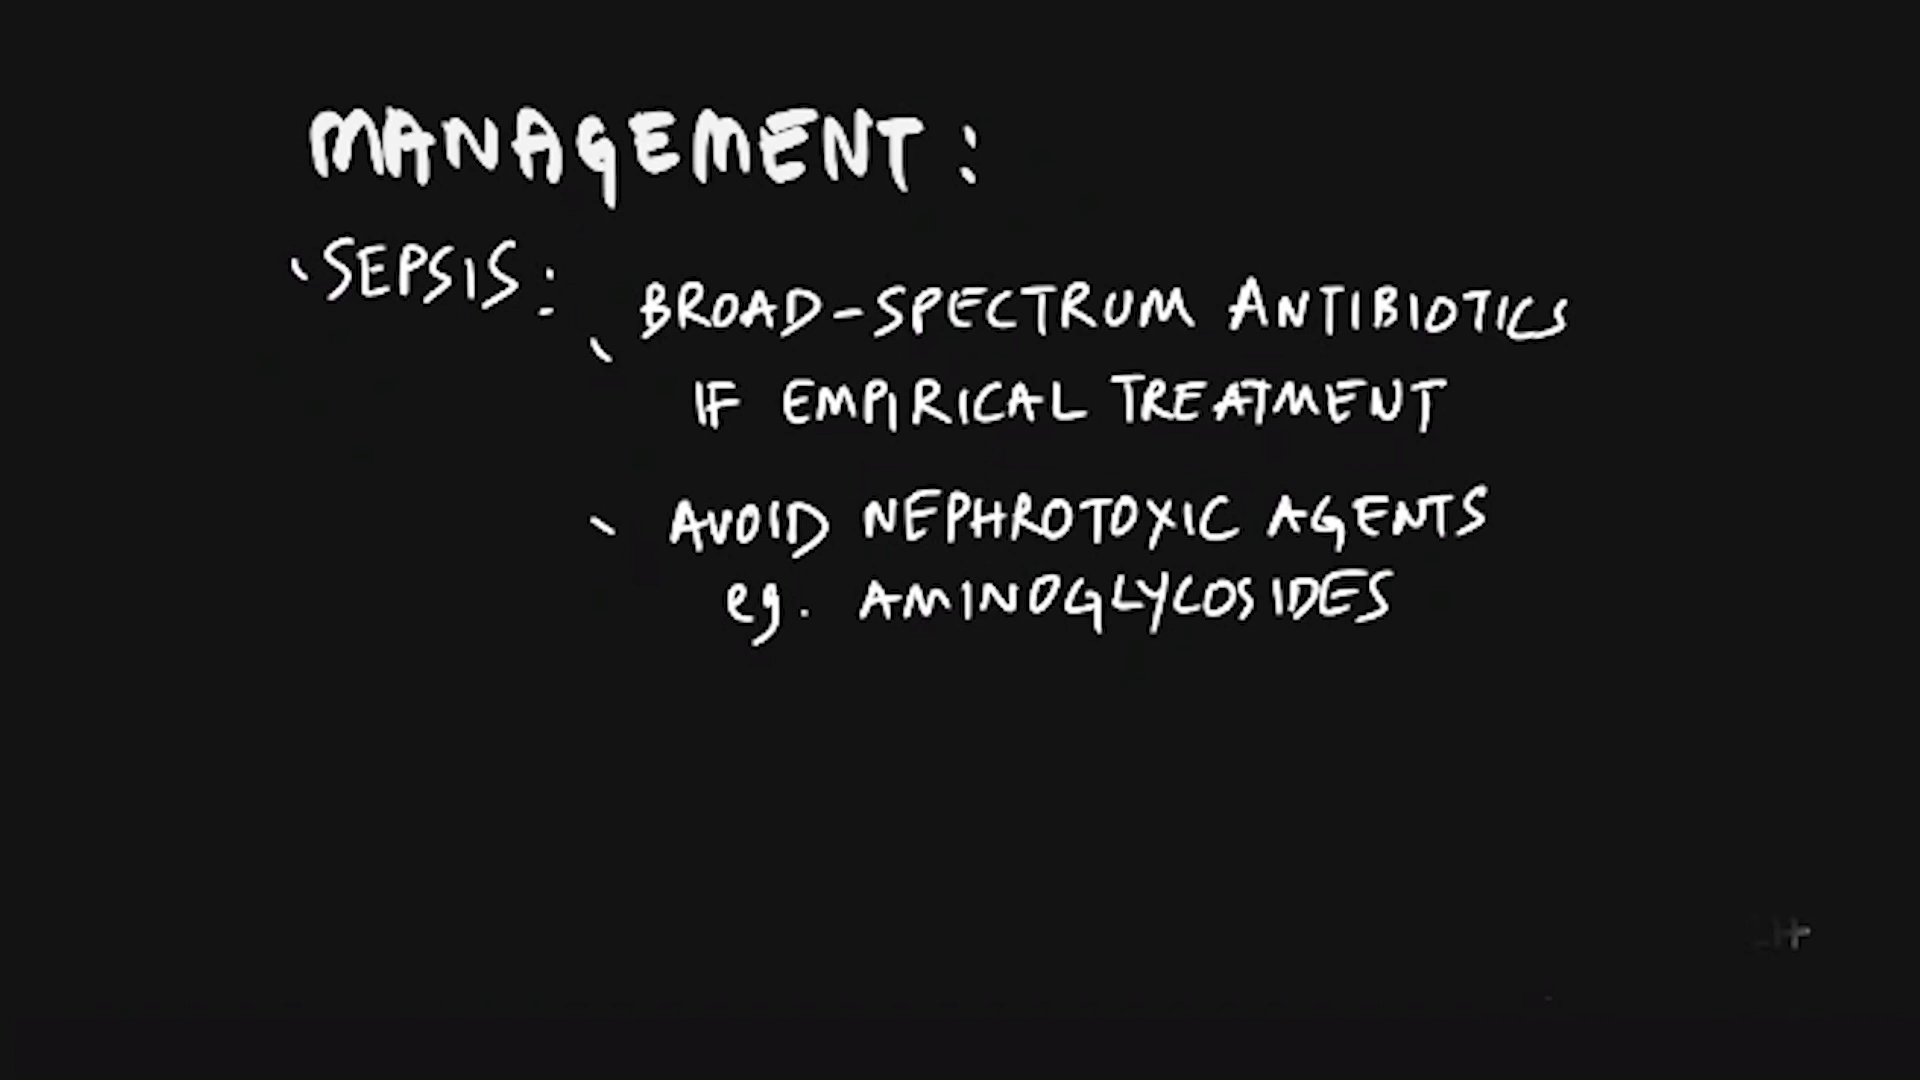 MANAGEMENT:
SEPSIS:
BROAD-SPECTRUM ANTIBIOTICS
IF EMPIRICAL TREATMENT
AVOID NEPHROTOXIC AGENTS
eg. AMINOGLYCOSIDES